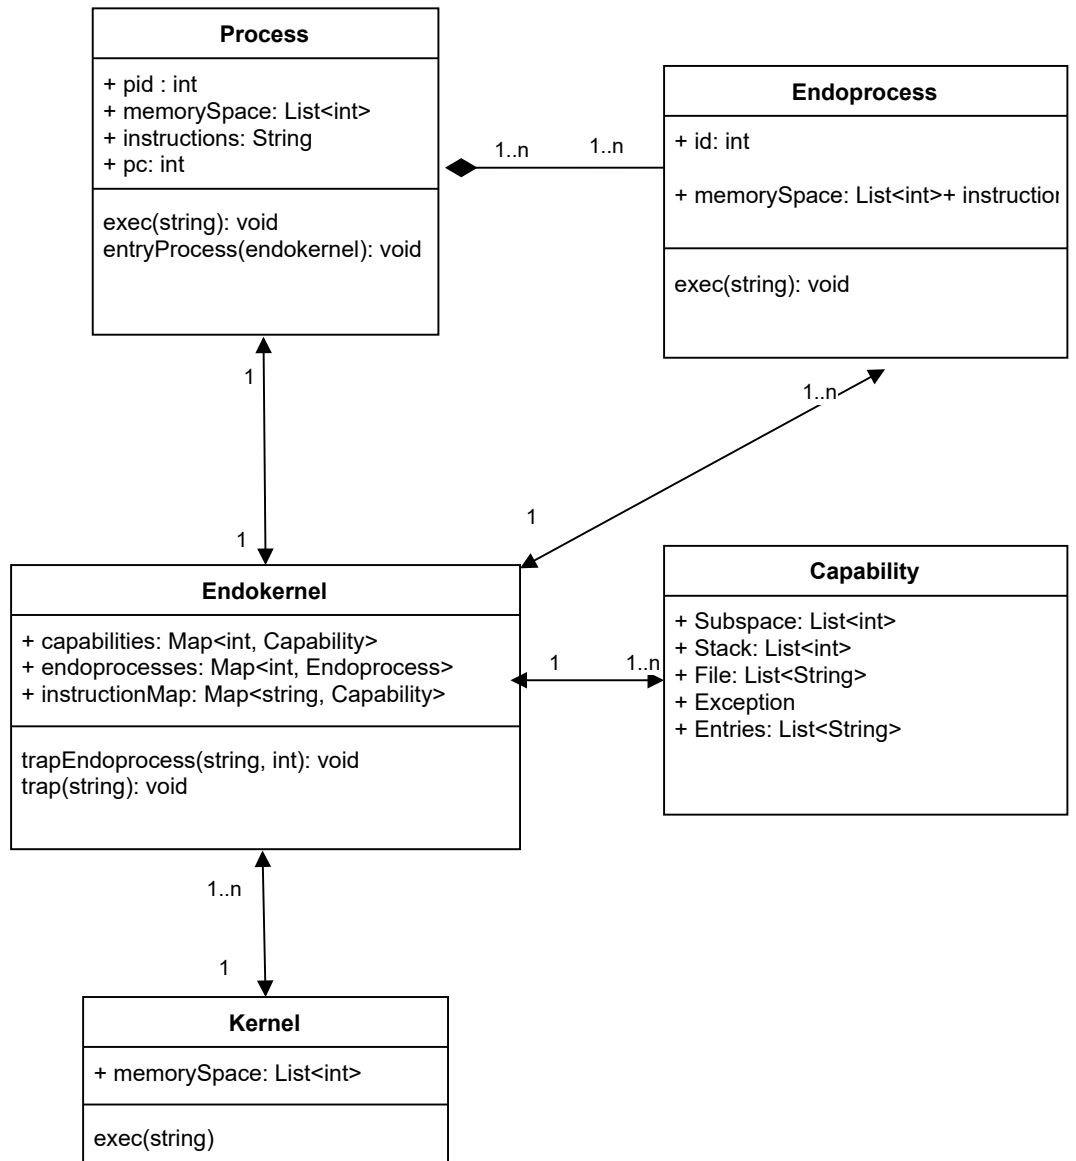 Process
+ pid : int
+ memorySpace: List<int>
+ instructions: String
+ pc: int
exec(string): void
entryProcess(endokernel): void
Endoprocess
+ id: int
+ memorySpace: List<int>+ instruction
exec(string): void
1..n
1..n
1
1..n
1
1
Endokernel
+ capabilities: Map<int, Capability>
+ endoprocesses: Map<int, Endoprocess>
+ instructionMap: Map<string, Capability>
trapEndoprocess(string, int): void
trap(string): void
1
1..n
Capability
+ Subspace: List<int>
+ Stack: List<int>
+ File: List<String>
+ Exception
+ Entries: List<String>
1..n
1
Kernel
+ memorySpace: List<int>
exec(string)